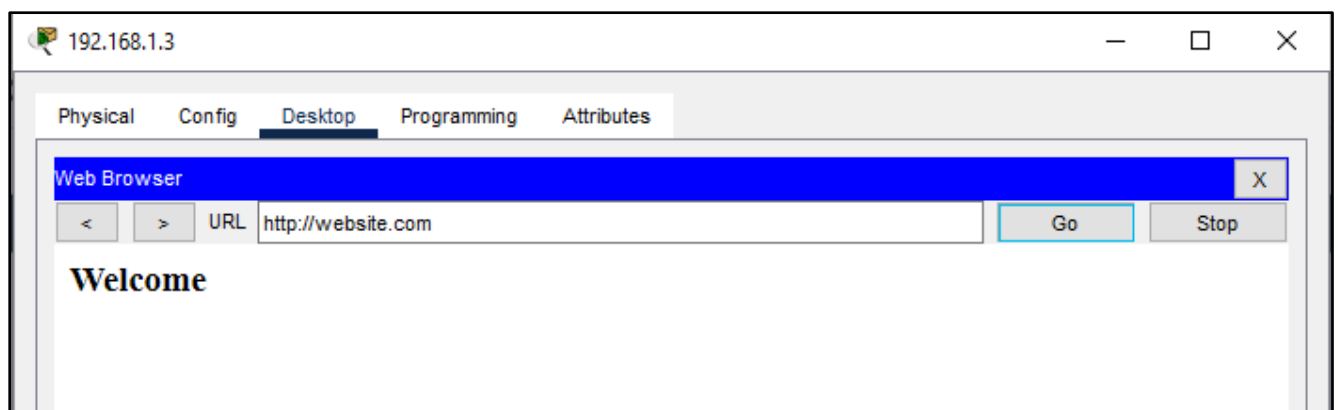 192.168.1.3
Physical Config Desktop Programming Attributes
Web Browser X
< > URL http://website.com Go Stop
Welcome